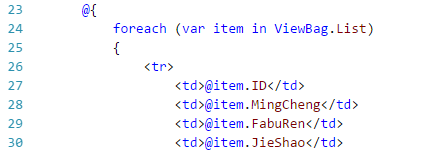 23 @{
24 foreach (var item in ViewBag.List)
25 {
26 <tr>
27 <td>@item.ID</td>
28 <td>@item.MingCheng</td>
29 <td>@item.FabuRen</td>
30 <td>@item.JieShao</td>